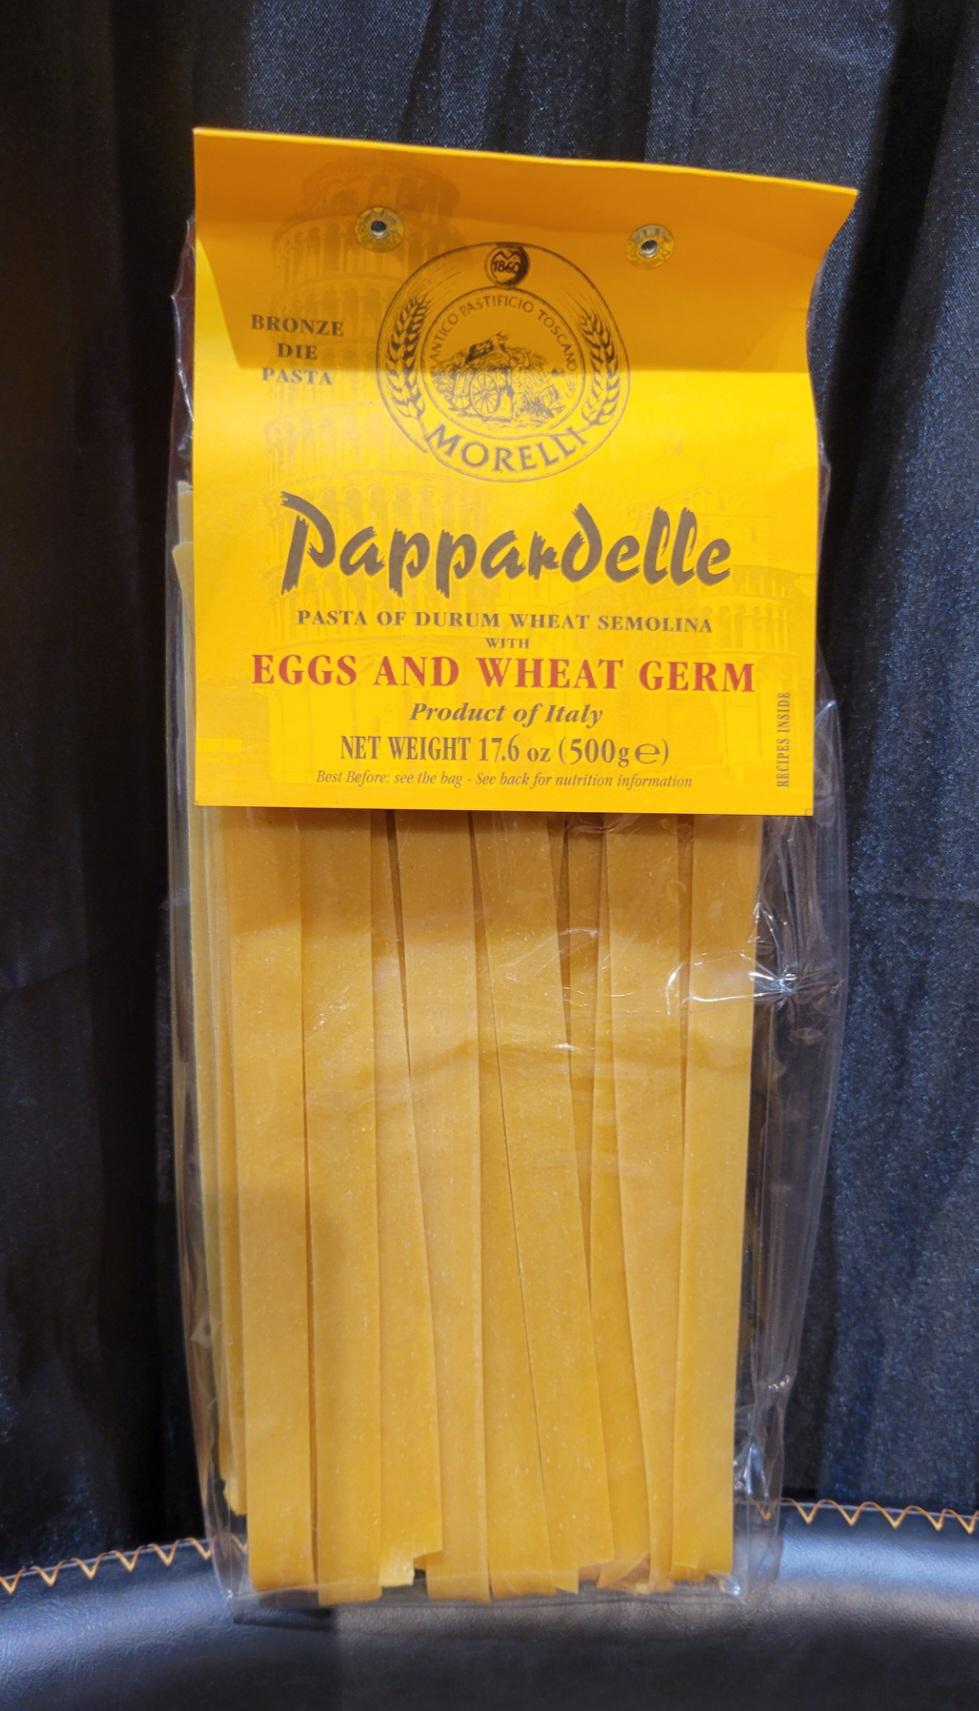 BRONZE
DIE
PASTA
1860
ANTICO PASTIFICIO TOSCANO
MORELLI
Pappardelle
PASTA OF DURUM WHEAT SEMOLINA
WITH
EGGS AND WHEAT GERM
Product of Italy
NET WEIGHT 17.6 oz (500g℮)
Best Before: see the bag - See back for nutrition information
RECIPES INSIDE